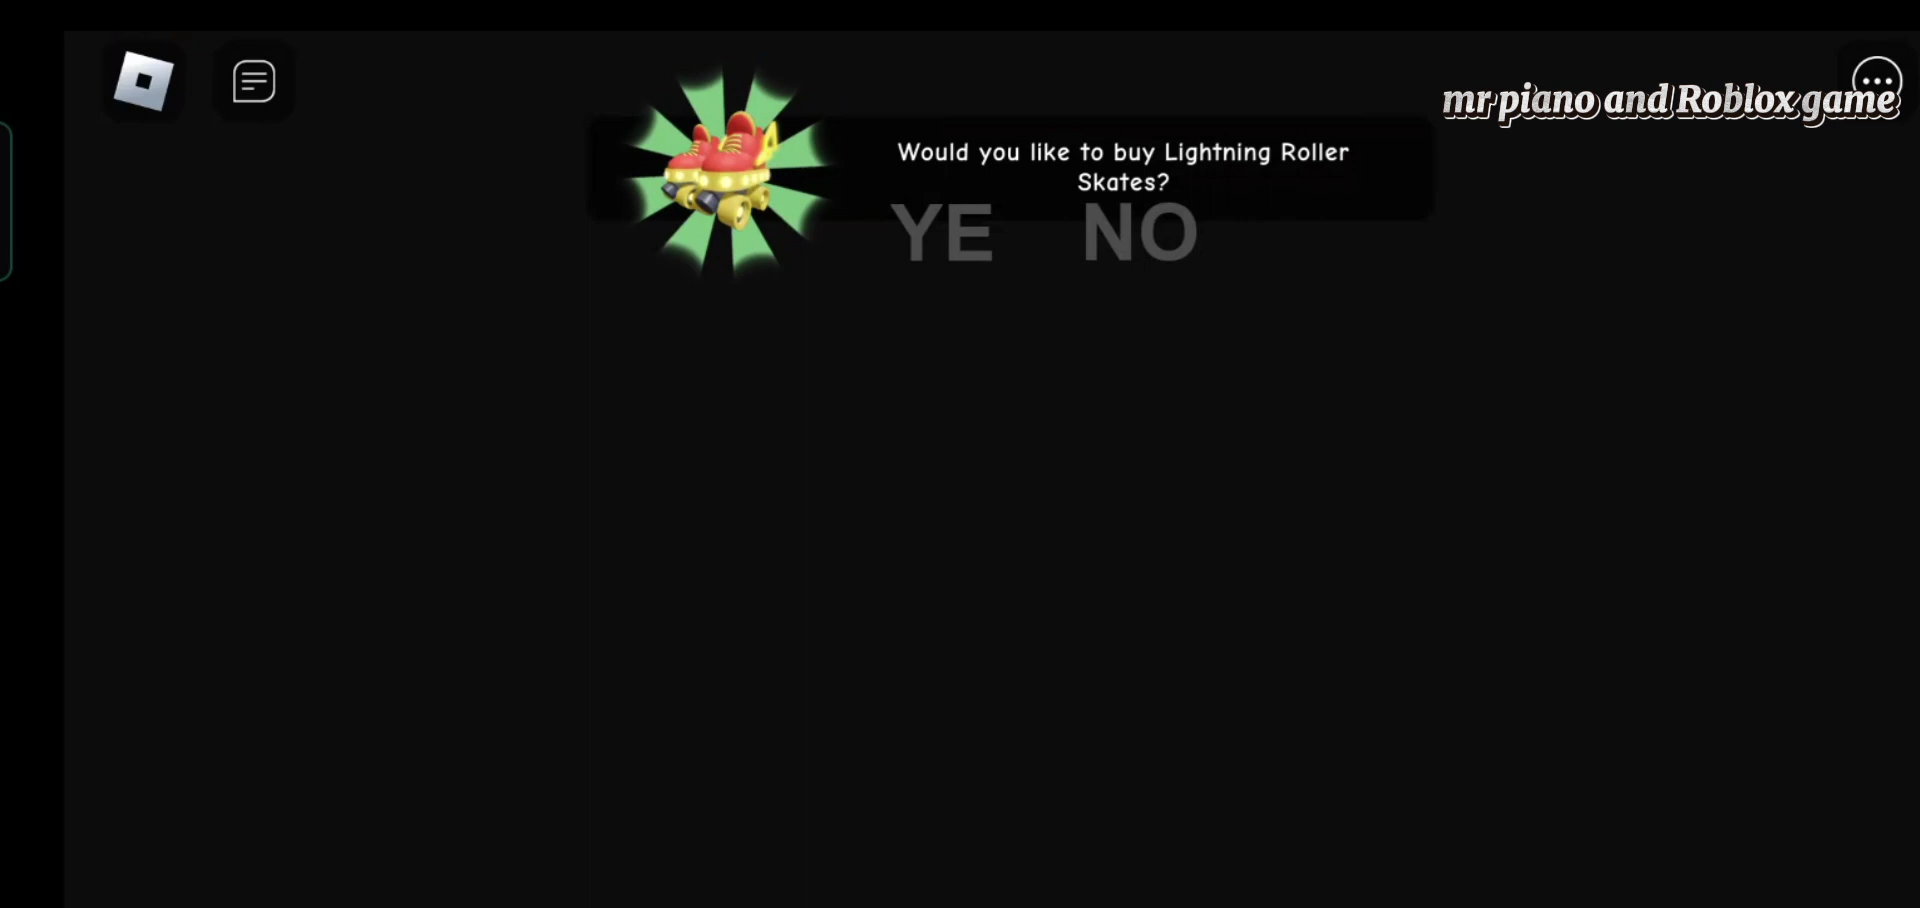 mr piano and Roblox game
Would you like to buy Lightning Roller
Skates?
YE NO